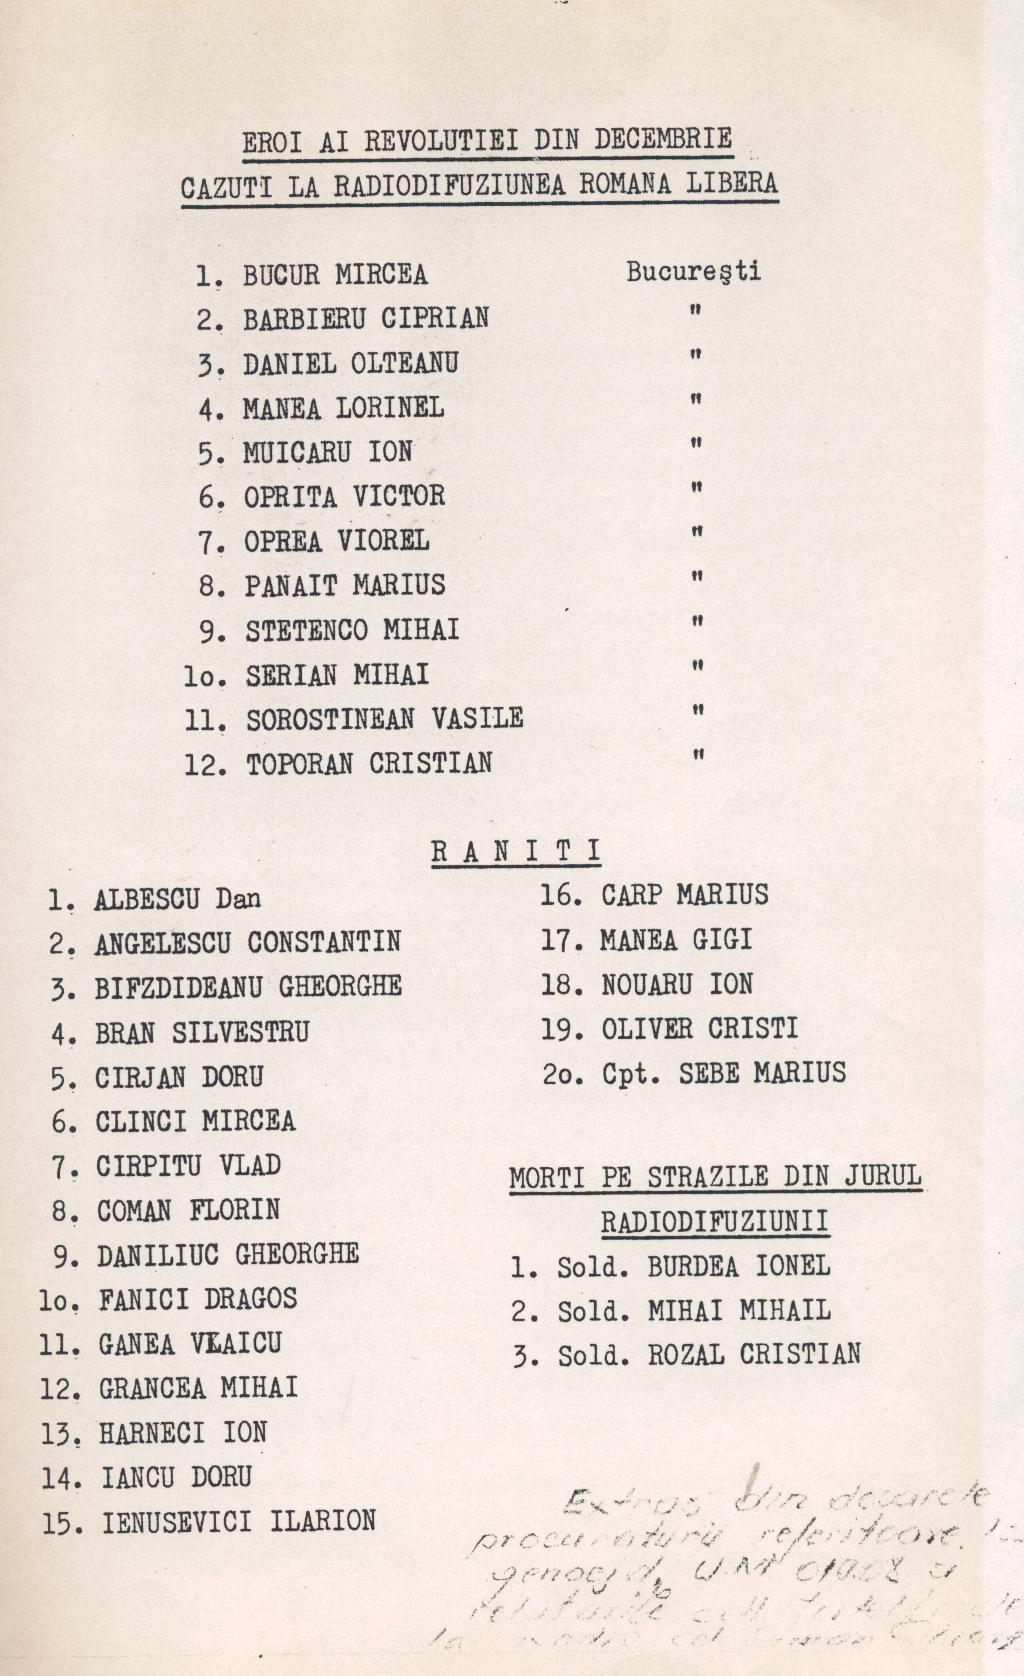 EROI AI REVOLUTIEI DIN DECEMBRIE
CAZUTI LA RADIODIFUZIUNEA ROMANA LIBERA
1. BUCUR MIRCEA București
2. BARBIERU CIPRIAN "
3. DANIEL OLTEANU "
4. MANEA LORINEL "
5. MUICARU ION "
6. OPRITA VICTOR "
7. OPREA VIOREL "
8. PANAIT MARIUS "
9. STETENCO MIHAI "
1o. SERIAN MIHAI "
11. SOROSTINEAN VASILE "
12. TOPORAN CRISTIAN "
R A N I T I
1. ALBESCU Dan
2. ANGELESCU CONSTANTIN
3. BIFZDIDEANU GHEORGHE
4. BRAN SILVESTRU
5. CIRJAN DORU
6. CLINCI MIRCEA
7. CIRPITU VLAD
8. COMAN FLORIN
9. DANILIUC GHEORGHE
1o. FANICI DRAGOS
11. GANEA VLAICU
12. GRANCEA MIHAI
13. HARNECI ION
14. IANCU DORU
15. IENUSEVICI ILARION
16. CARP MARIUS
17. MANEA GIGI
18. NOUARU ION
19. OLIVER CRISTI
2o. Cpt. SEBE MARIUS
MORTI PE STRAZILE DIN JURUL
RADIODIFUZIUNII
1. Sold. BURDEA IONEL
2. Sold. MIHAI MIHAIL
3. Sold. ROZAL CRISTIAN
Extras din dosarele
procuraturii referitoare
genocid, U.M
relatarile
la